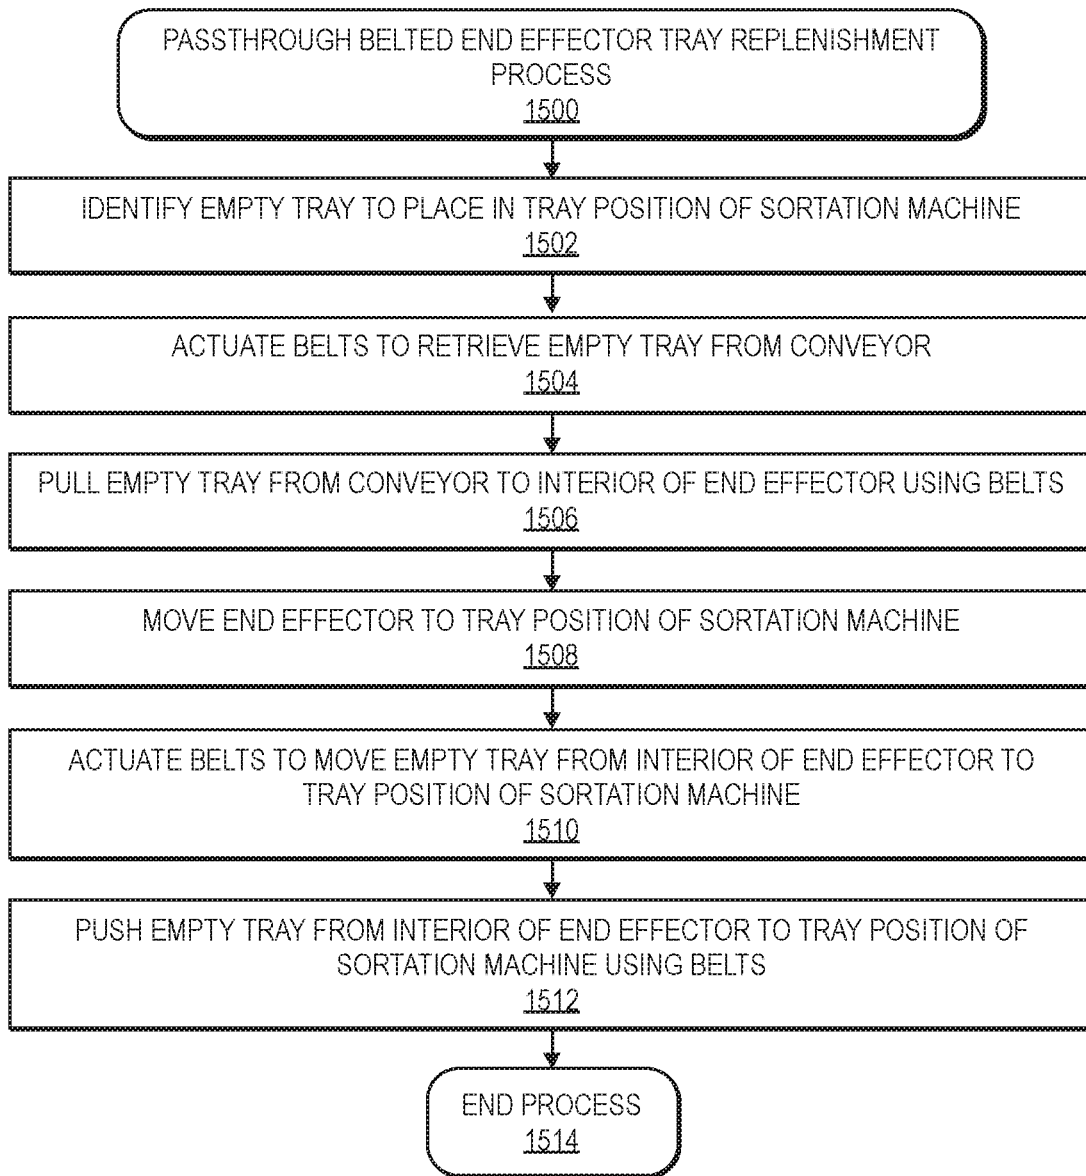 PASSTHROUGH BELTED END EFFECTOR TRAY REPLENISHMENT
PROCESS
1500
IDENTIFY EMPTY TRAY TO PLACE IN TRAY POSITION OF SORTATION MACHINE
1502
ACTUATE BELTS TO RETRIEVE EMPTY TRAY FROM CONVEYOR
1504
PULL EMPTY TRAY FROM CONVEYOR TO INTERIOR OF END EFFECTOR USING BELTS
1506
MOVE END EFFECTOR TO TRAY POSITION OF SORTATION MACHINE
1508
ACTUATE BELTS TO MOVE EMPTY TRAY FROM INTERIOR OF END EFFECTOR TO
TRAY POSITION OF SORTATION MACHINE
1510
PUSH EMPTY TRAY FROM INTERIOR OF END EFFECTOR TO TRAY POSITION OF
SORTATION MACHINE USING BELTS
1512
END PROCESS
1514